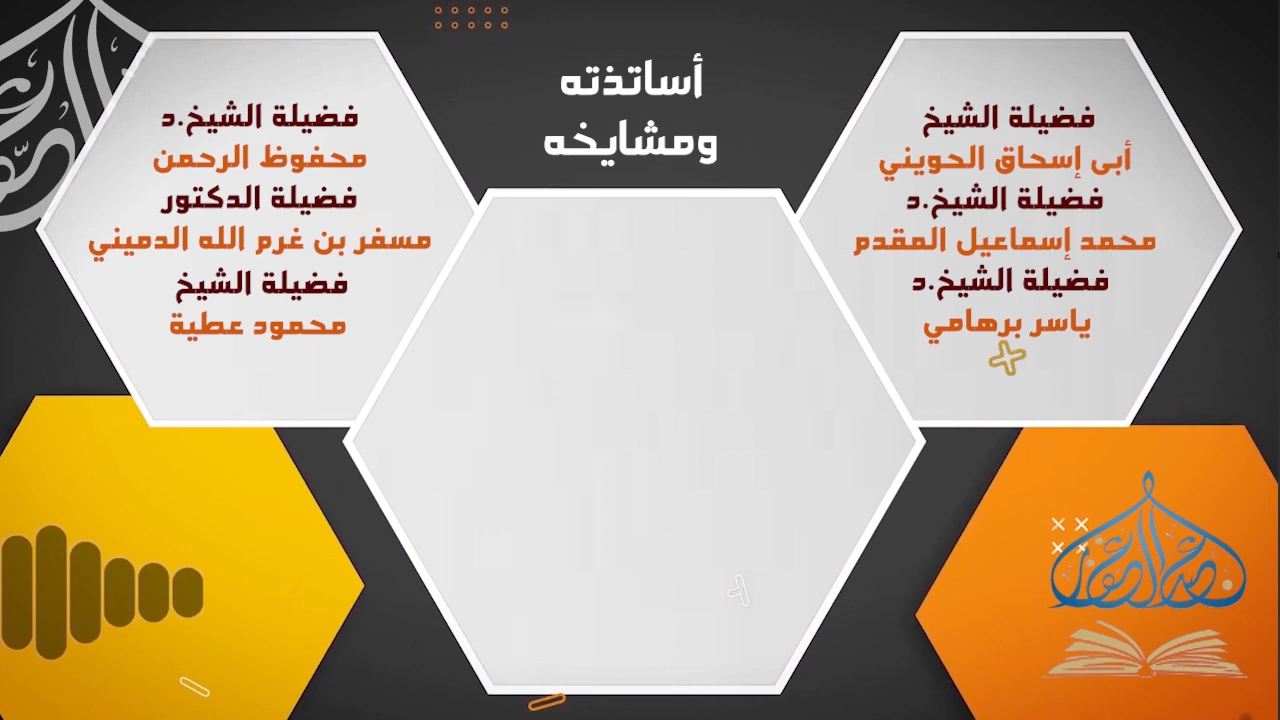 أساتذته
ومشايخه
فضيلة الشيخ
أبى إسحاق الحويني
فضيلة الشيخ.د
محمد إسماعيل المقدم
فضيلة الشيخ.د
ياسر برهامي
فضيلة الشيخ.د
محفوظ الرحمن
فضيلة الدكتور
مسفر بن غرم الله الدميني
فضيلة الشيخ
محمود عطية